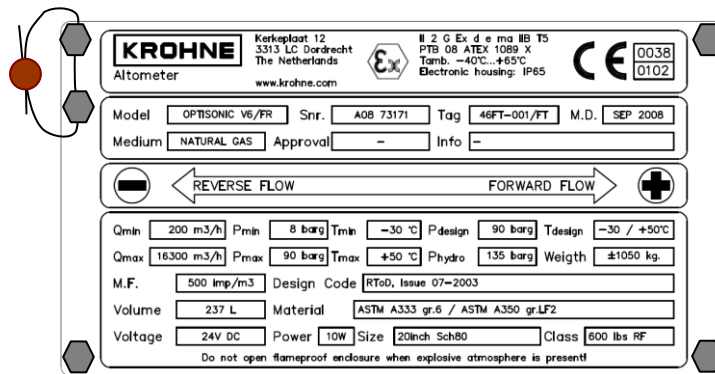 KROHNE
Altometer
Kerkeplaat 12
3313 LC Dordrecht
The Netherlands
www.krohne.com
Ex
II 2 G Ex d e ma IIB T5
PTB 08 ATEX 1089 X
Tamb. -40℃...+65℃
Electronic housing: IP65
CE 0038
0102
Model OPTISONIC V6/FR Snr. A08 73171 Tag 46FT-001/FT M.D. SEP 2008
Medium NATURAL GAS Approval - Info -
REVERSE FLOW FORWARD FLOW
Qmin 200 m3/h Pmin 8 barg Tmin -30 ℃ Pdesign 90 barg Tdesign -30 / +50℃
Qmax 16300 m3/h Pmax 90 barg Tmax +50 ℃ Phydro 135 barg Weigth ±1050 kg.
M.F. 500 imp/m3 Design Code RToD, Issue 07-2003
Volume 237 L Material ASTM A333 gr.6 / ASTM A350 gr.LF2
Voltage 24V DC Power 10W Size 20inch Sch80 Class 600 lbs RF
Do not open flameproof enclosure when explosive atmosphere is present!